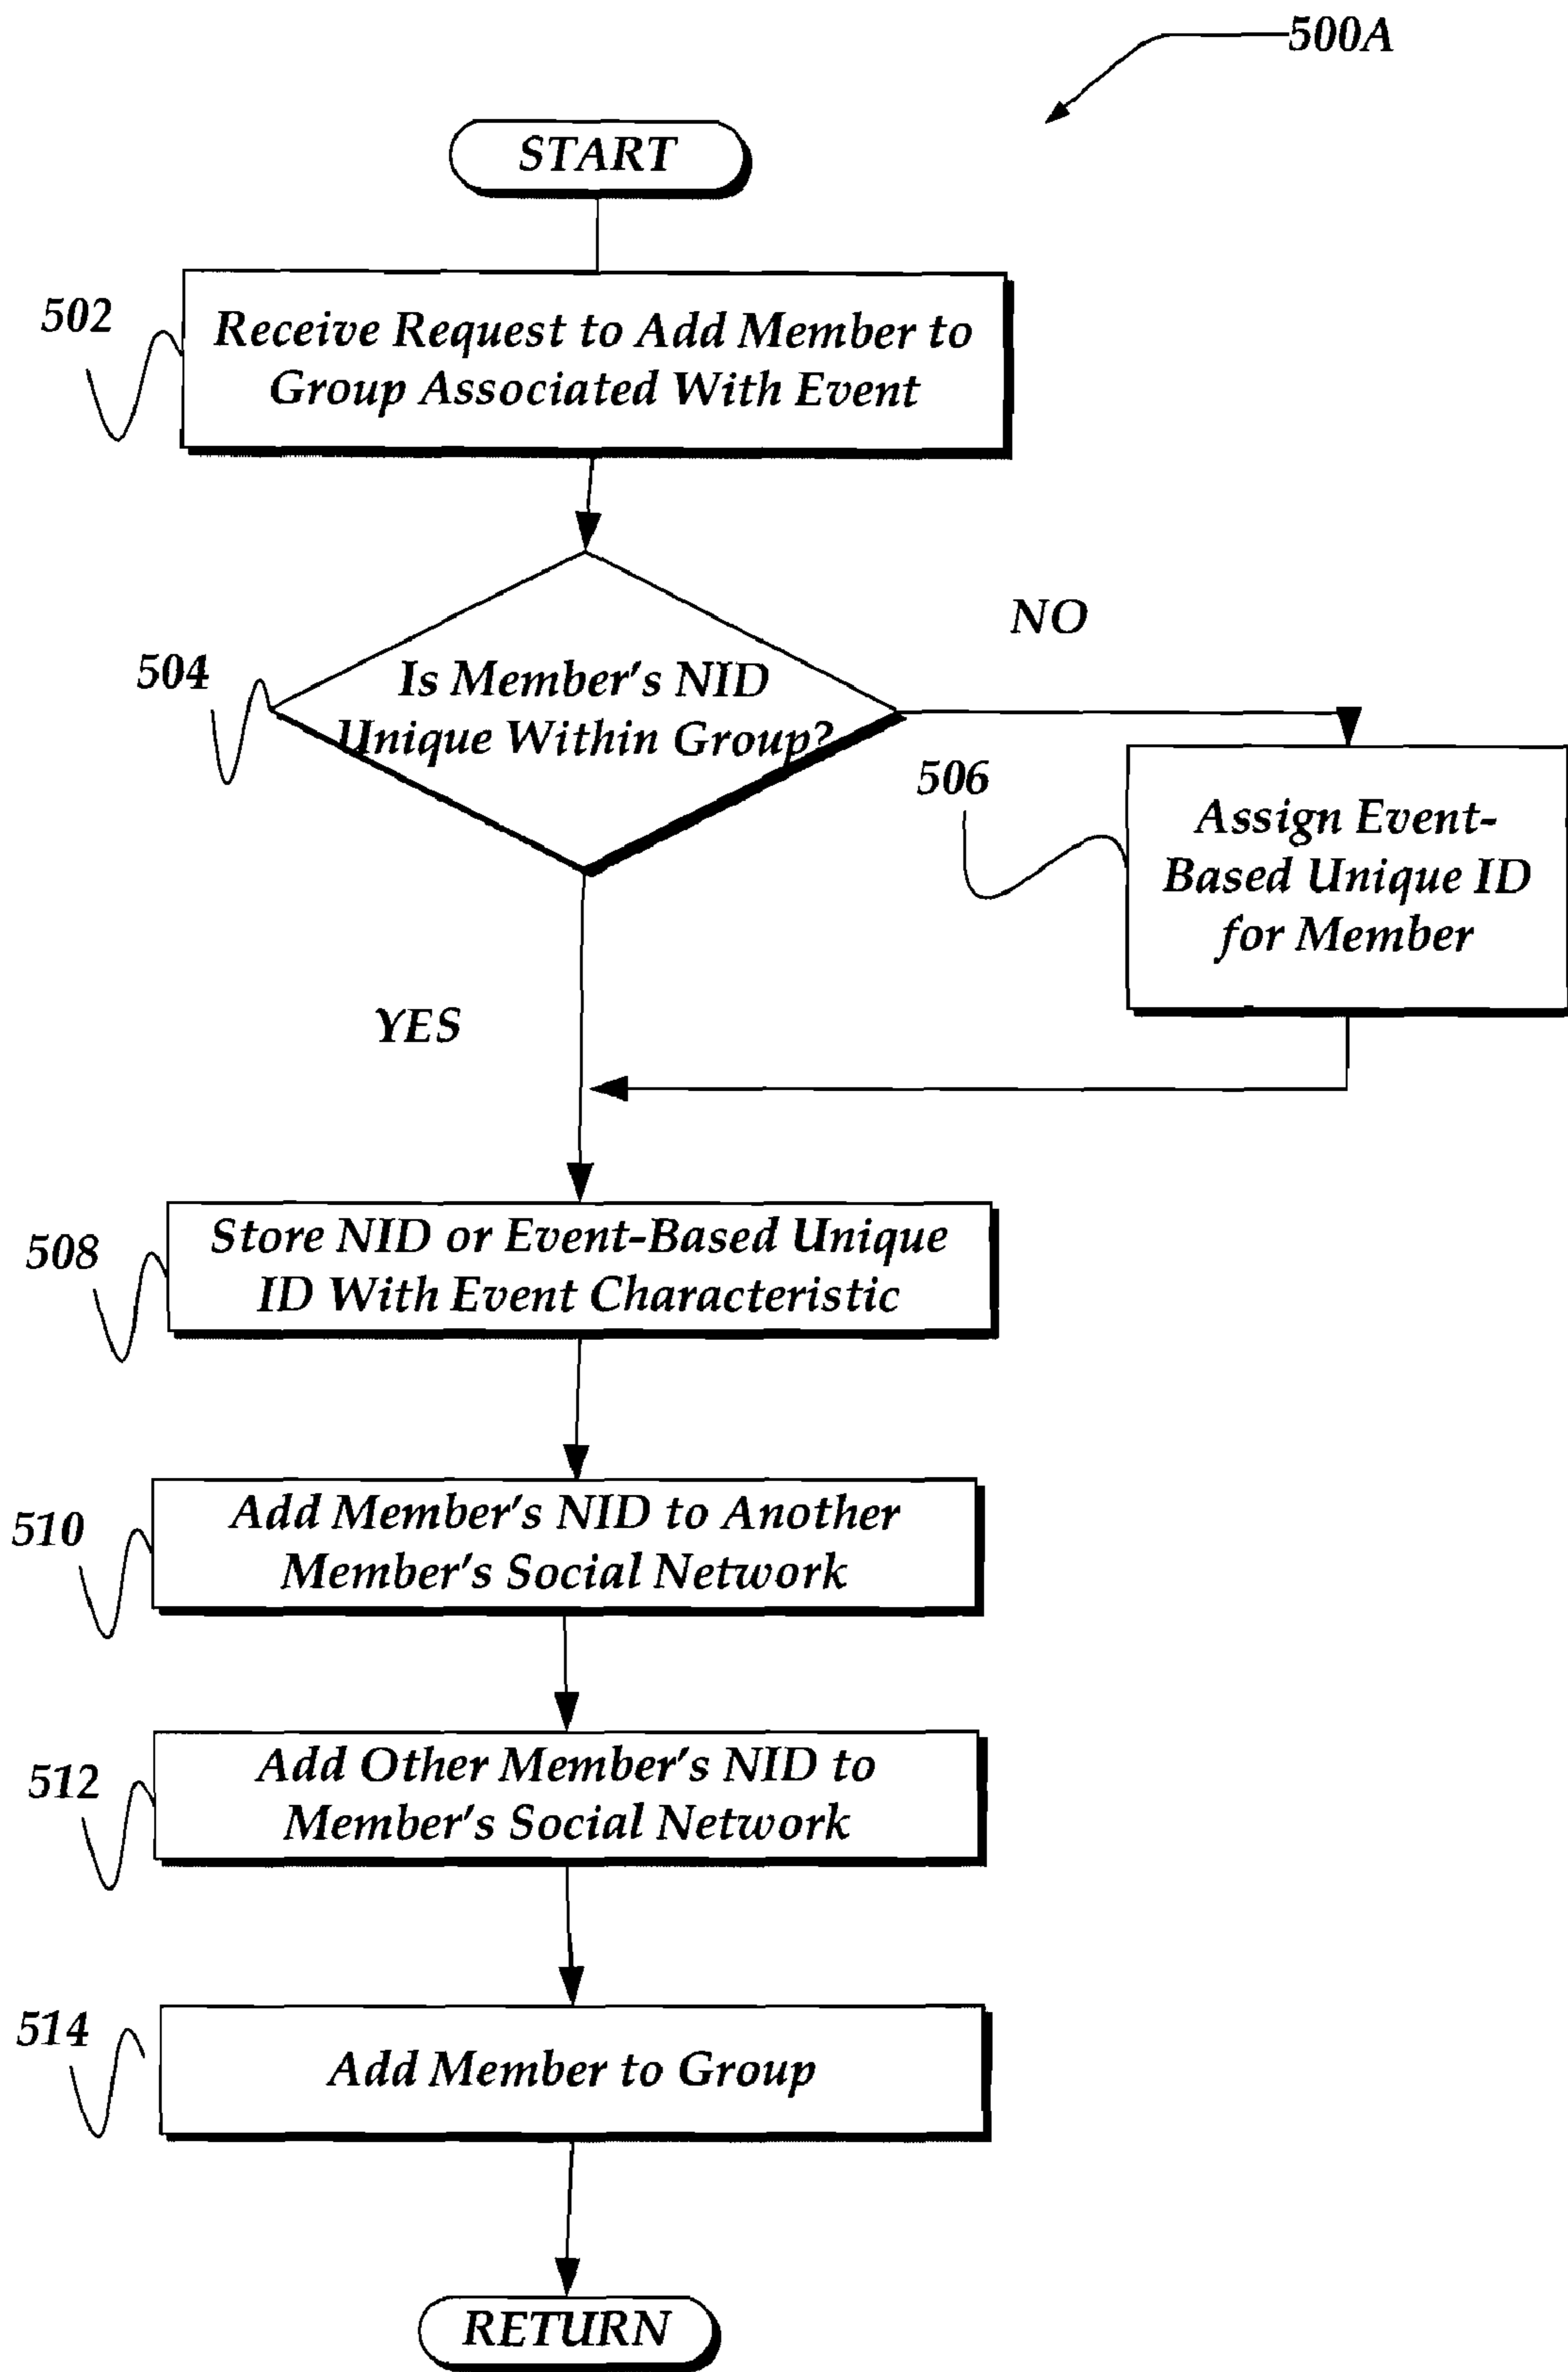 500A
START
502
Receive Request to Add Member to
Group Associated With Event
504
Is Member's NID
Unique Within Group?
NO
506
Assign Event-
Based Unique ID
for Member
YES
508
Store NID or Event-Based Unique
ID With Event Characteristic
510
Add Member's NID to Another
Member's Social Network
512
Add Other Member's NID to
Member's Social Network
514
Add Member to Group
RETURN